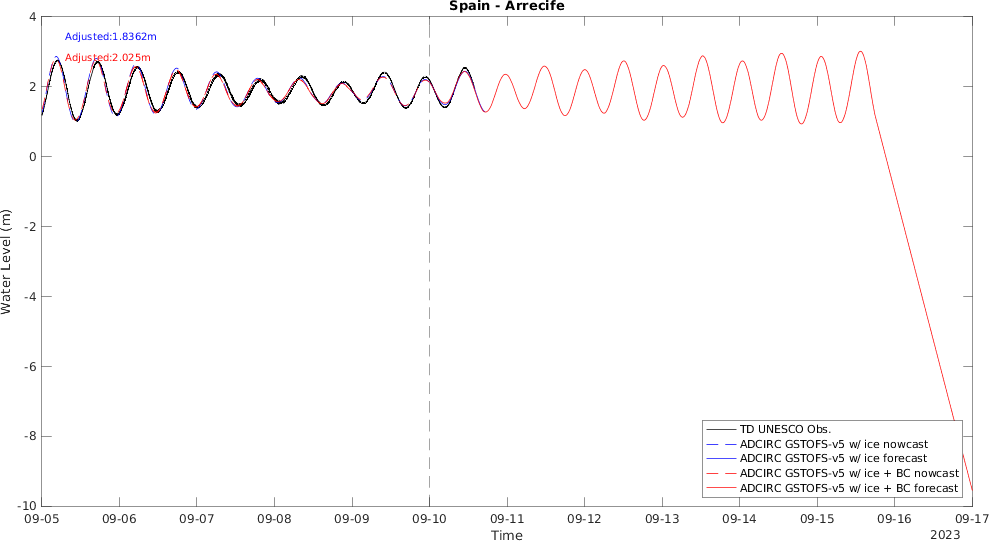 Spain - Arrecife
Adjusted:1.8362m
Adjusted:2.025m
Water Level (m)
4
2
0
-2
-4
-6
-8
-10
TD UNESCO Obs.
ADCIRC GSTOFS-v5 w/ ice nowcast
ADCIRC GSTOFS-v5 w/ ice forecast
ADCIRC GSTOFS-v5 w/ ice + BC nowcast
ADCIRC GSTOFS-v5 w/ ice + BC forecast
09-05 09-06 09-07 09-08 09-09 09-10 09-11 09-12 09-13 09-14 09-15 09-16 09-17
Time
2023